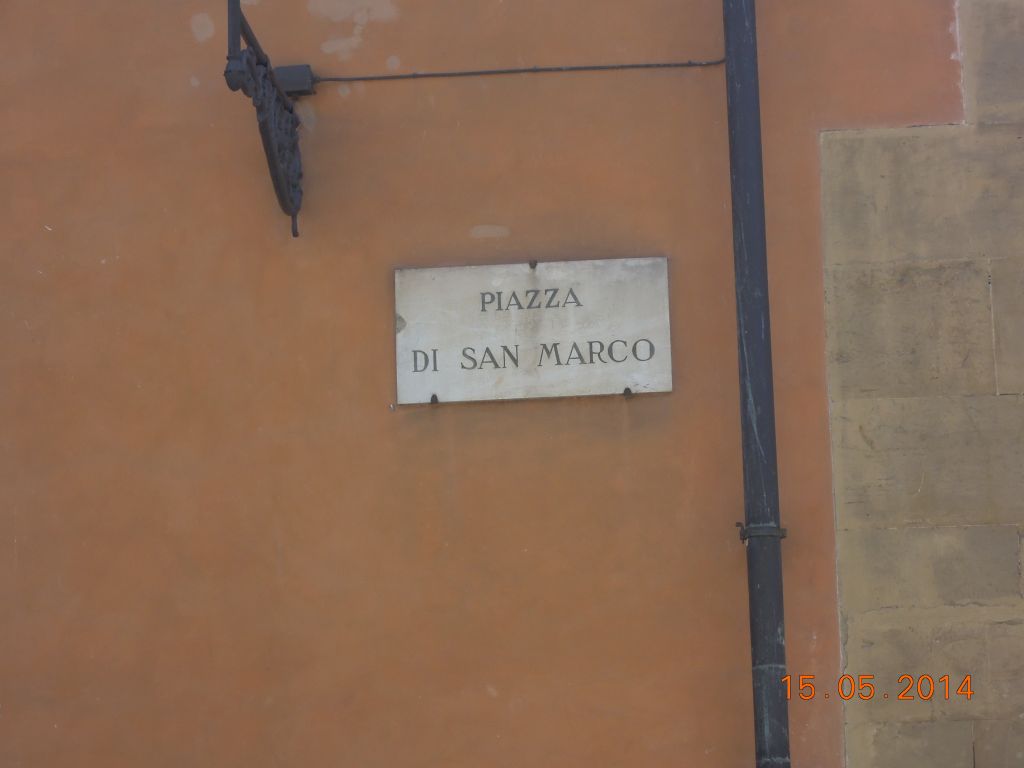 PIAZZA
DI SAN MARCO
15.05.2014